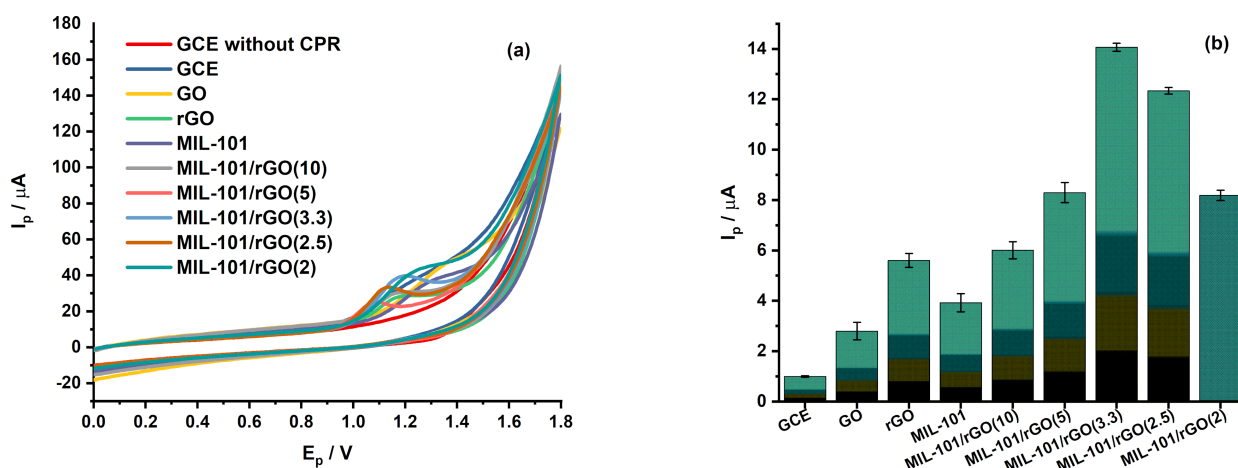 (a)
GCE without CPR
GCE
GO
rGO
MIL-101
MIL-101/rGO(10)
MIL-101/rGO(5)
MIL-101/rGO(3.3)
MIL-101/rGO(2.5)
MIL-101/rGO(2)
180
160
140
120
100
80
60
40
20
0
-20
Ip / μA
0.0 0.2 0.4 0.6 0.8 1.0 1.2 1.4 1.6 1.8
Ep / V
(b)
14
12
10
8
6
4
2
0
Ip / μA
GCE
GO
rGO
MIL-101
MIL-101/rGO(10)
MIL-101/rGO(5)
MIL-101/rGO(3.3)
MIL-101/rGO(2.5)
MIL-101/rGO(2)